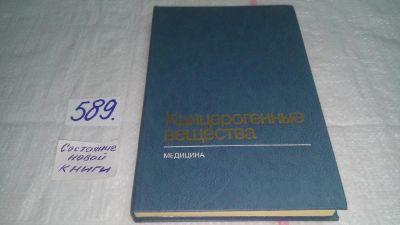 589.
Состояние
новой
книги
Канцерогенные
вещества
МЕДИЦИНА